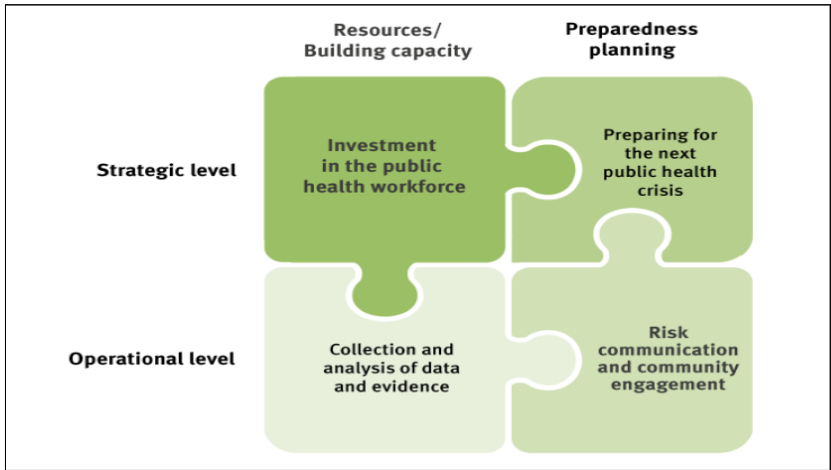 Resources/
Building capacity
Preparedness
planning
Strategic level
Investment
in the public
health workforce
Preparing for
the next
public health
crisis
Operational level
Collection and
analysis of data
and evidence
Risk
communication
and community
engagement